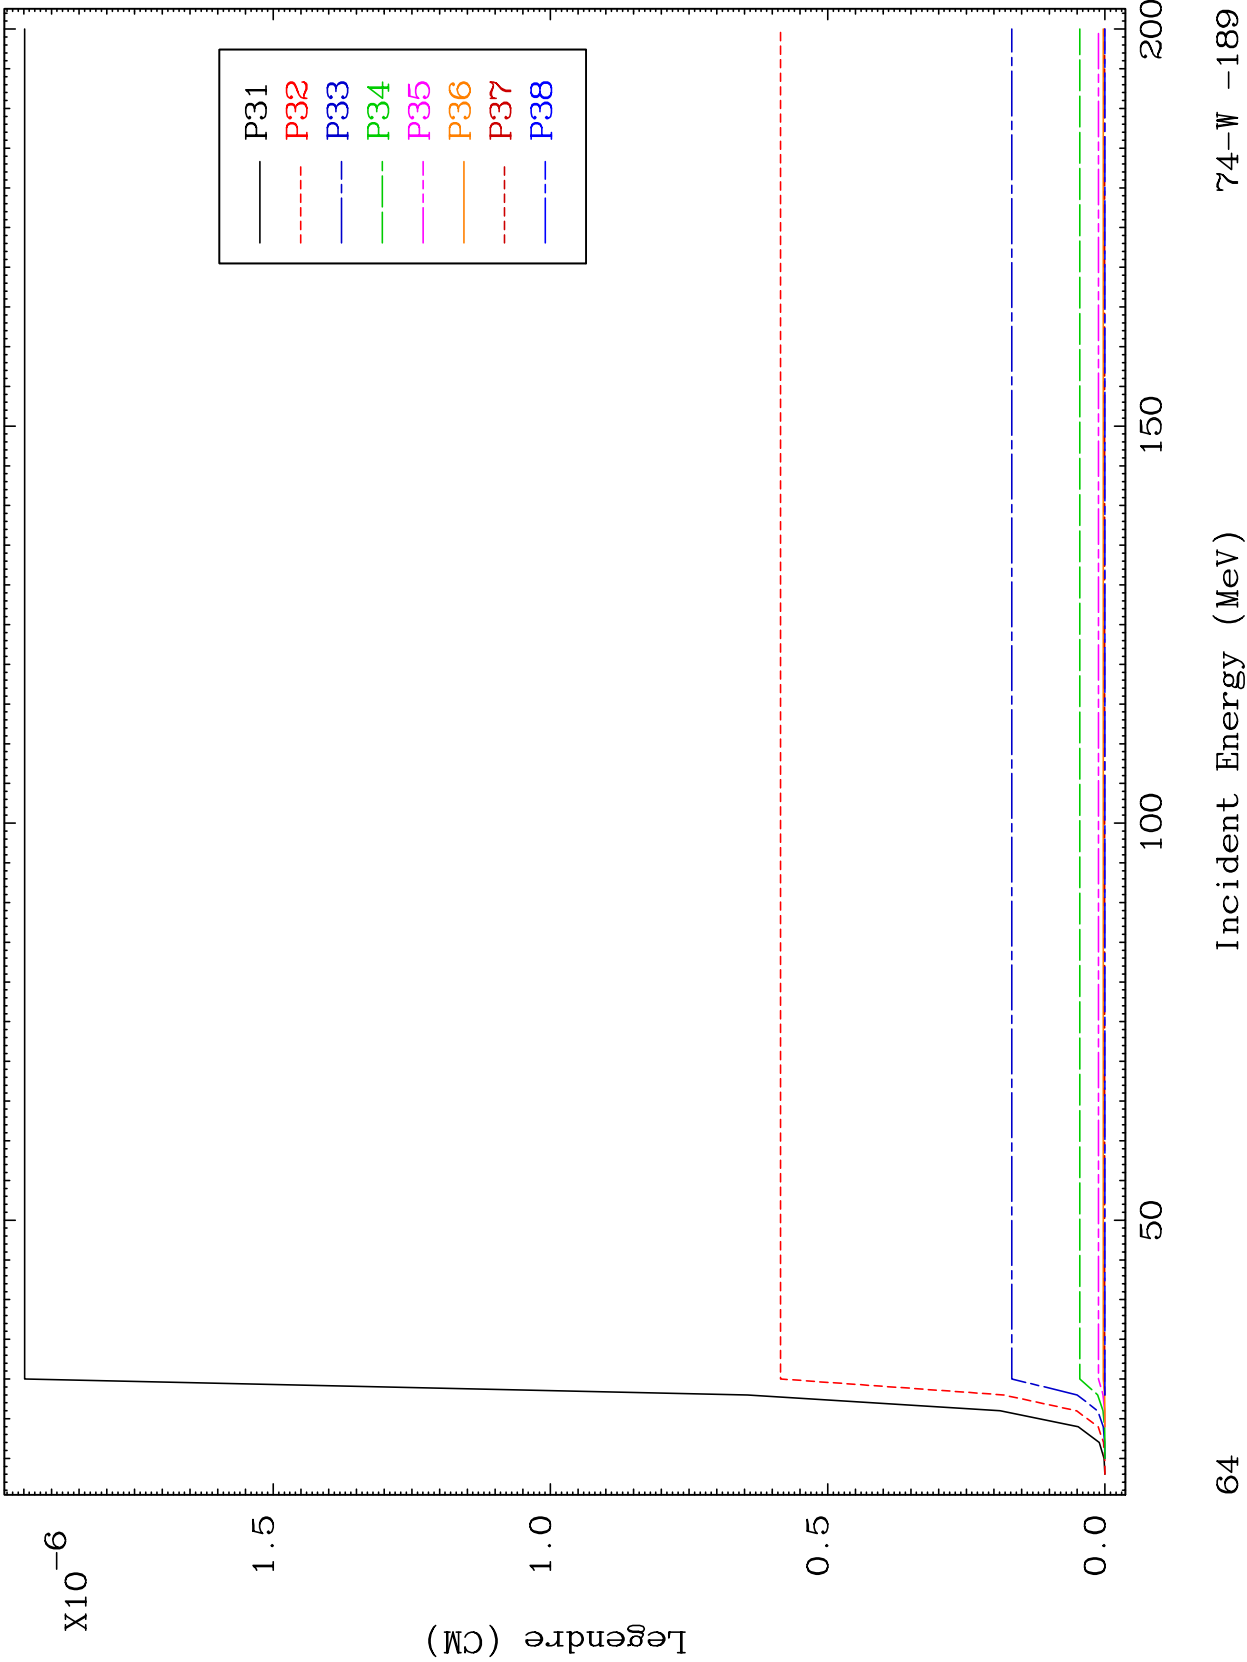 X10-6
Legendre (CM)
1.5
1.0
0.5
0.0
P31
P32
P33
P34
P35
P36
P37
P38
50
100
150
200
64
Incident Energy (MeV)
74-W -189